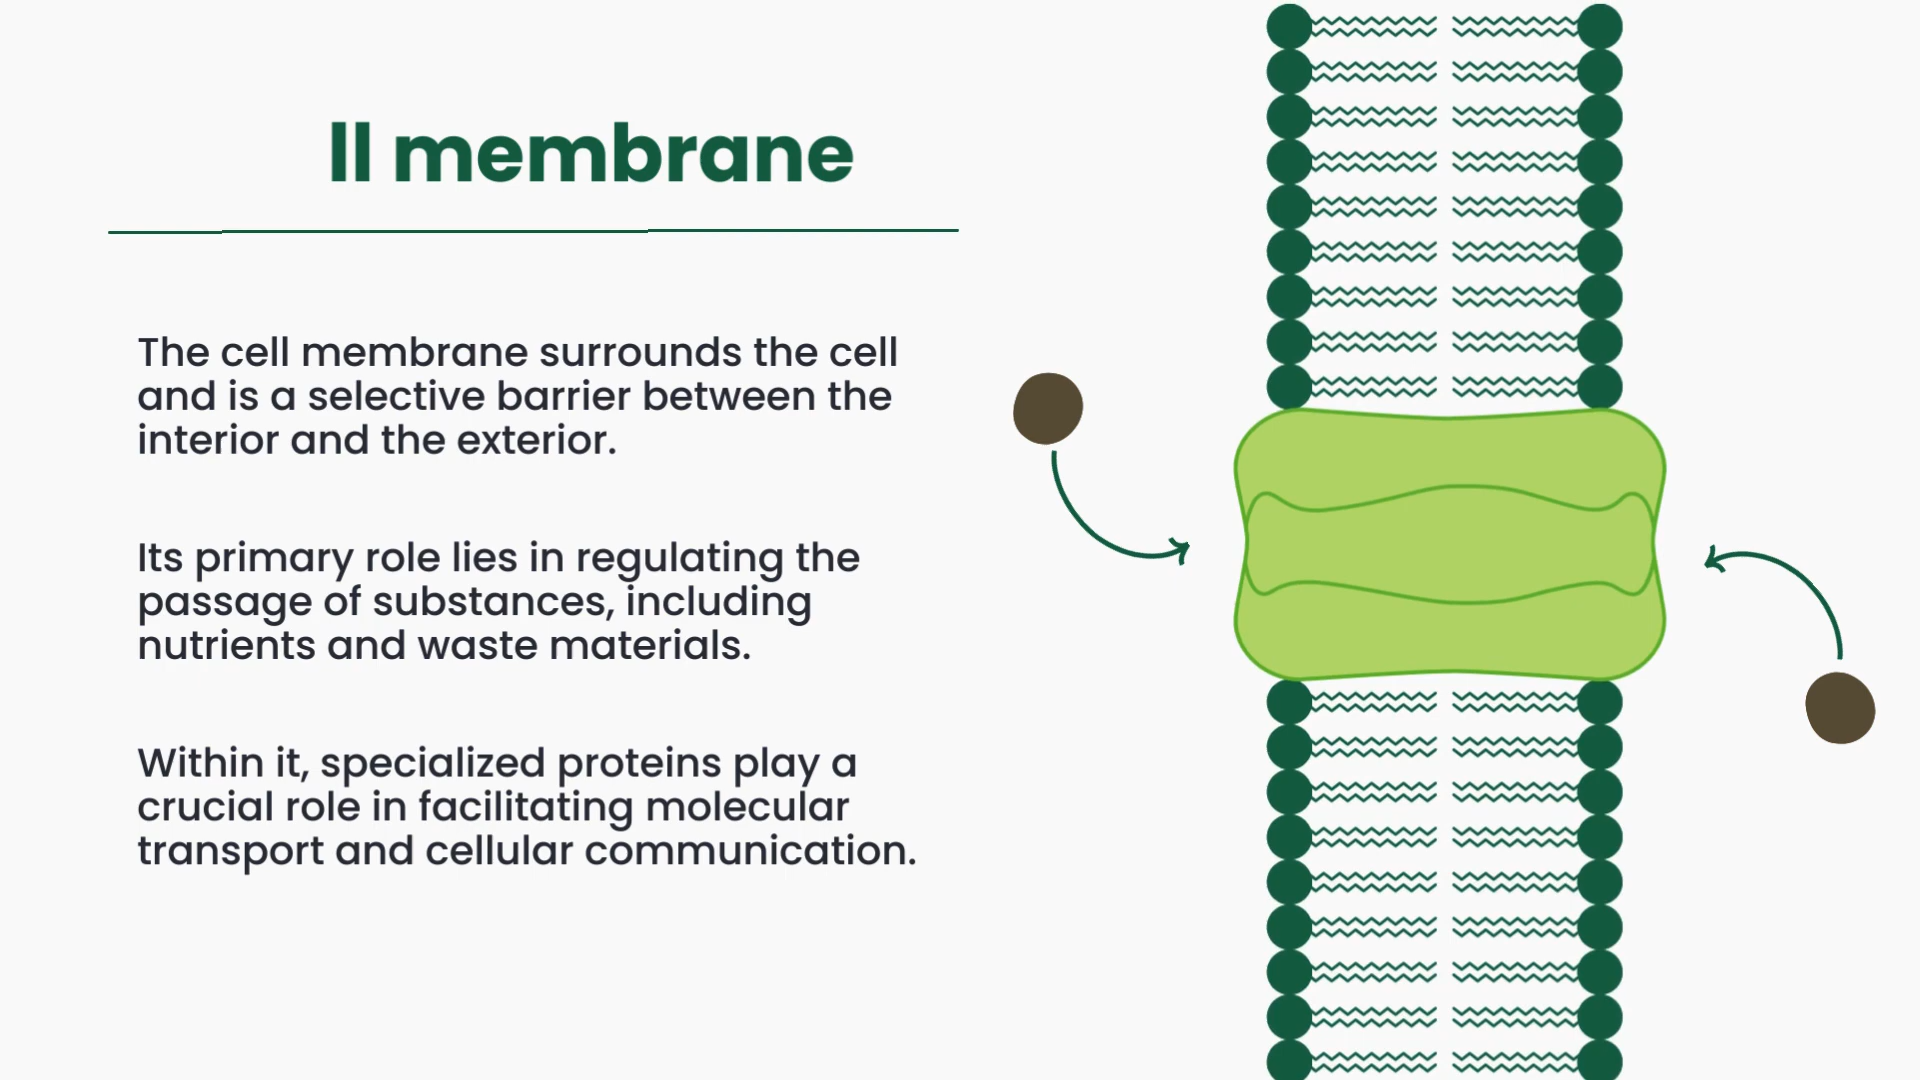 ll membrane
The cell membrane surrounds the cell
and is a selective barrier between the
interior and the exterior.
Its primary role lies in regulating the
passage of substances, including
nutrients and waste materials.
Within it, specialized proteins play a
crucial role in facilitating molecular
transport and cellular communication.